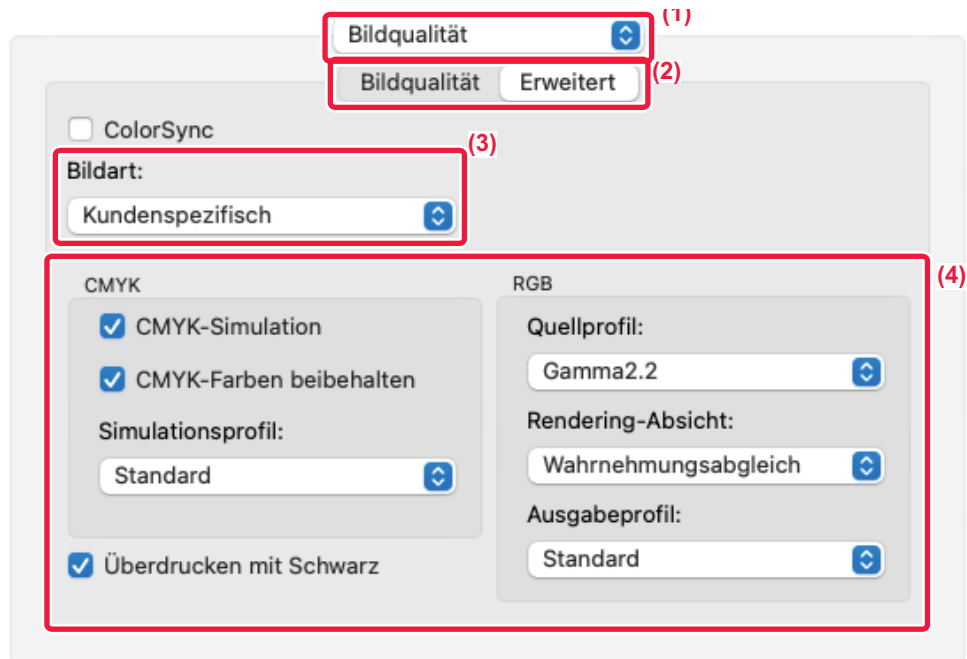 (1)
Bildqualität
(2)
Bildqualität Erweitert
ColorSync
(3)
Bildart:
Kundenspezifisch
(4)
CMYK
CMYK-Simulation
CMYK-Farben beibehalten
Simulationsprofil:
Standard
Überdrucken mit Schwarz
RGB
Quellprofil:
Gamma2.2
Rendering-Absicht:
Wahrnehmungsabgleich
Ausgabeprofil:
Standard